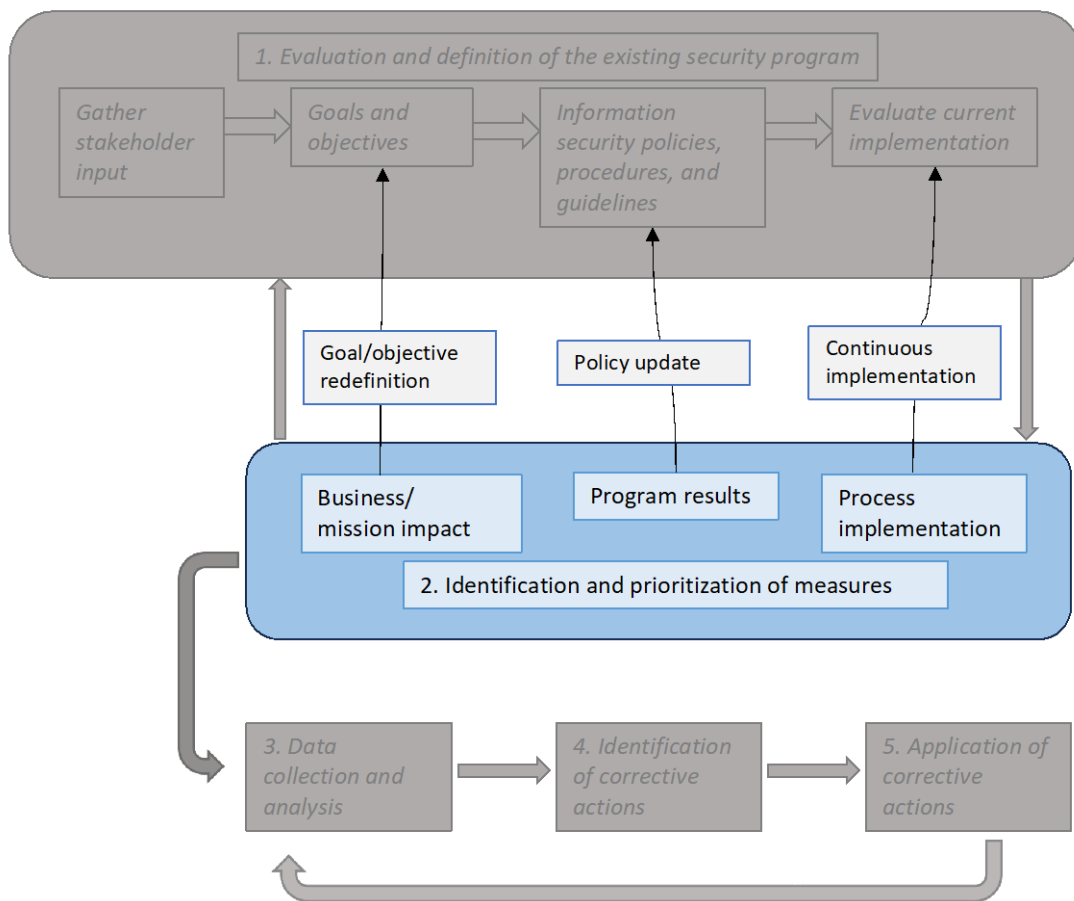 1. Evaluation and definition of the existing security program
Gather
stakeholder
input
Goals and
objectives
Information
security policies,
procedures, and
guidelines
Evaluate current
implementation
Goal/objective
redefinition
Policy update
Continuous
implementation
Business/
mission impact
Program results
Process
implementation
2. Identification and prioritization of measures
3. Data
collection and
analysis
4. Identification
of corrective
actions
5. Application of
corrective
actions